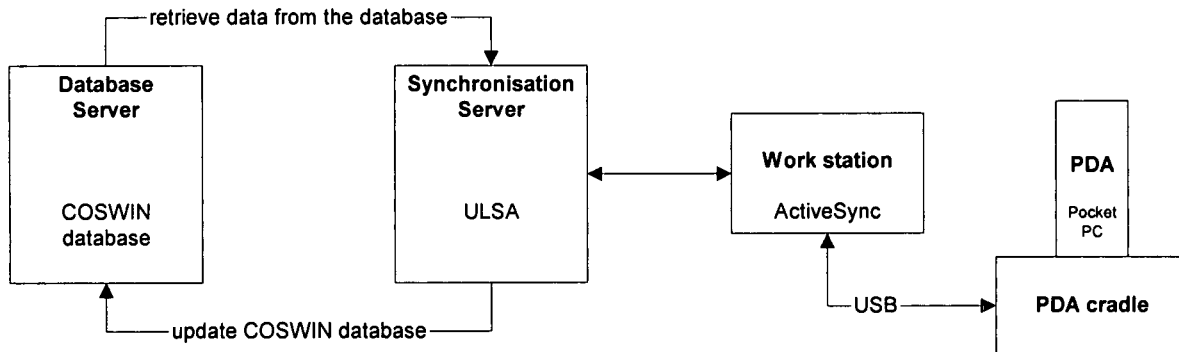 retrieve data from the database
Database
Server
COSWIN
database
Synchronisation
Server
ULSA
update COSWIN database
Work station
ActiveSync
USB
PDA
Pocket
PC
PDA cradle